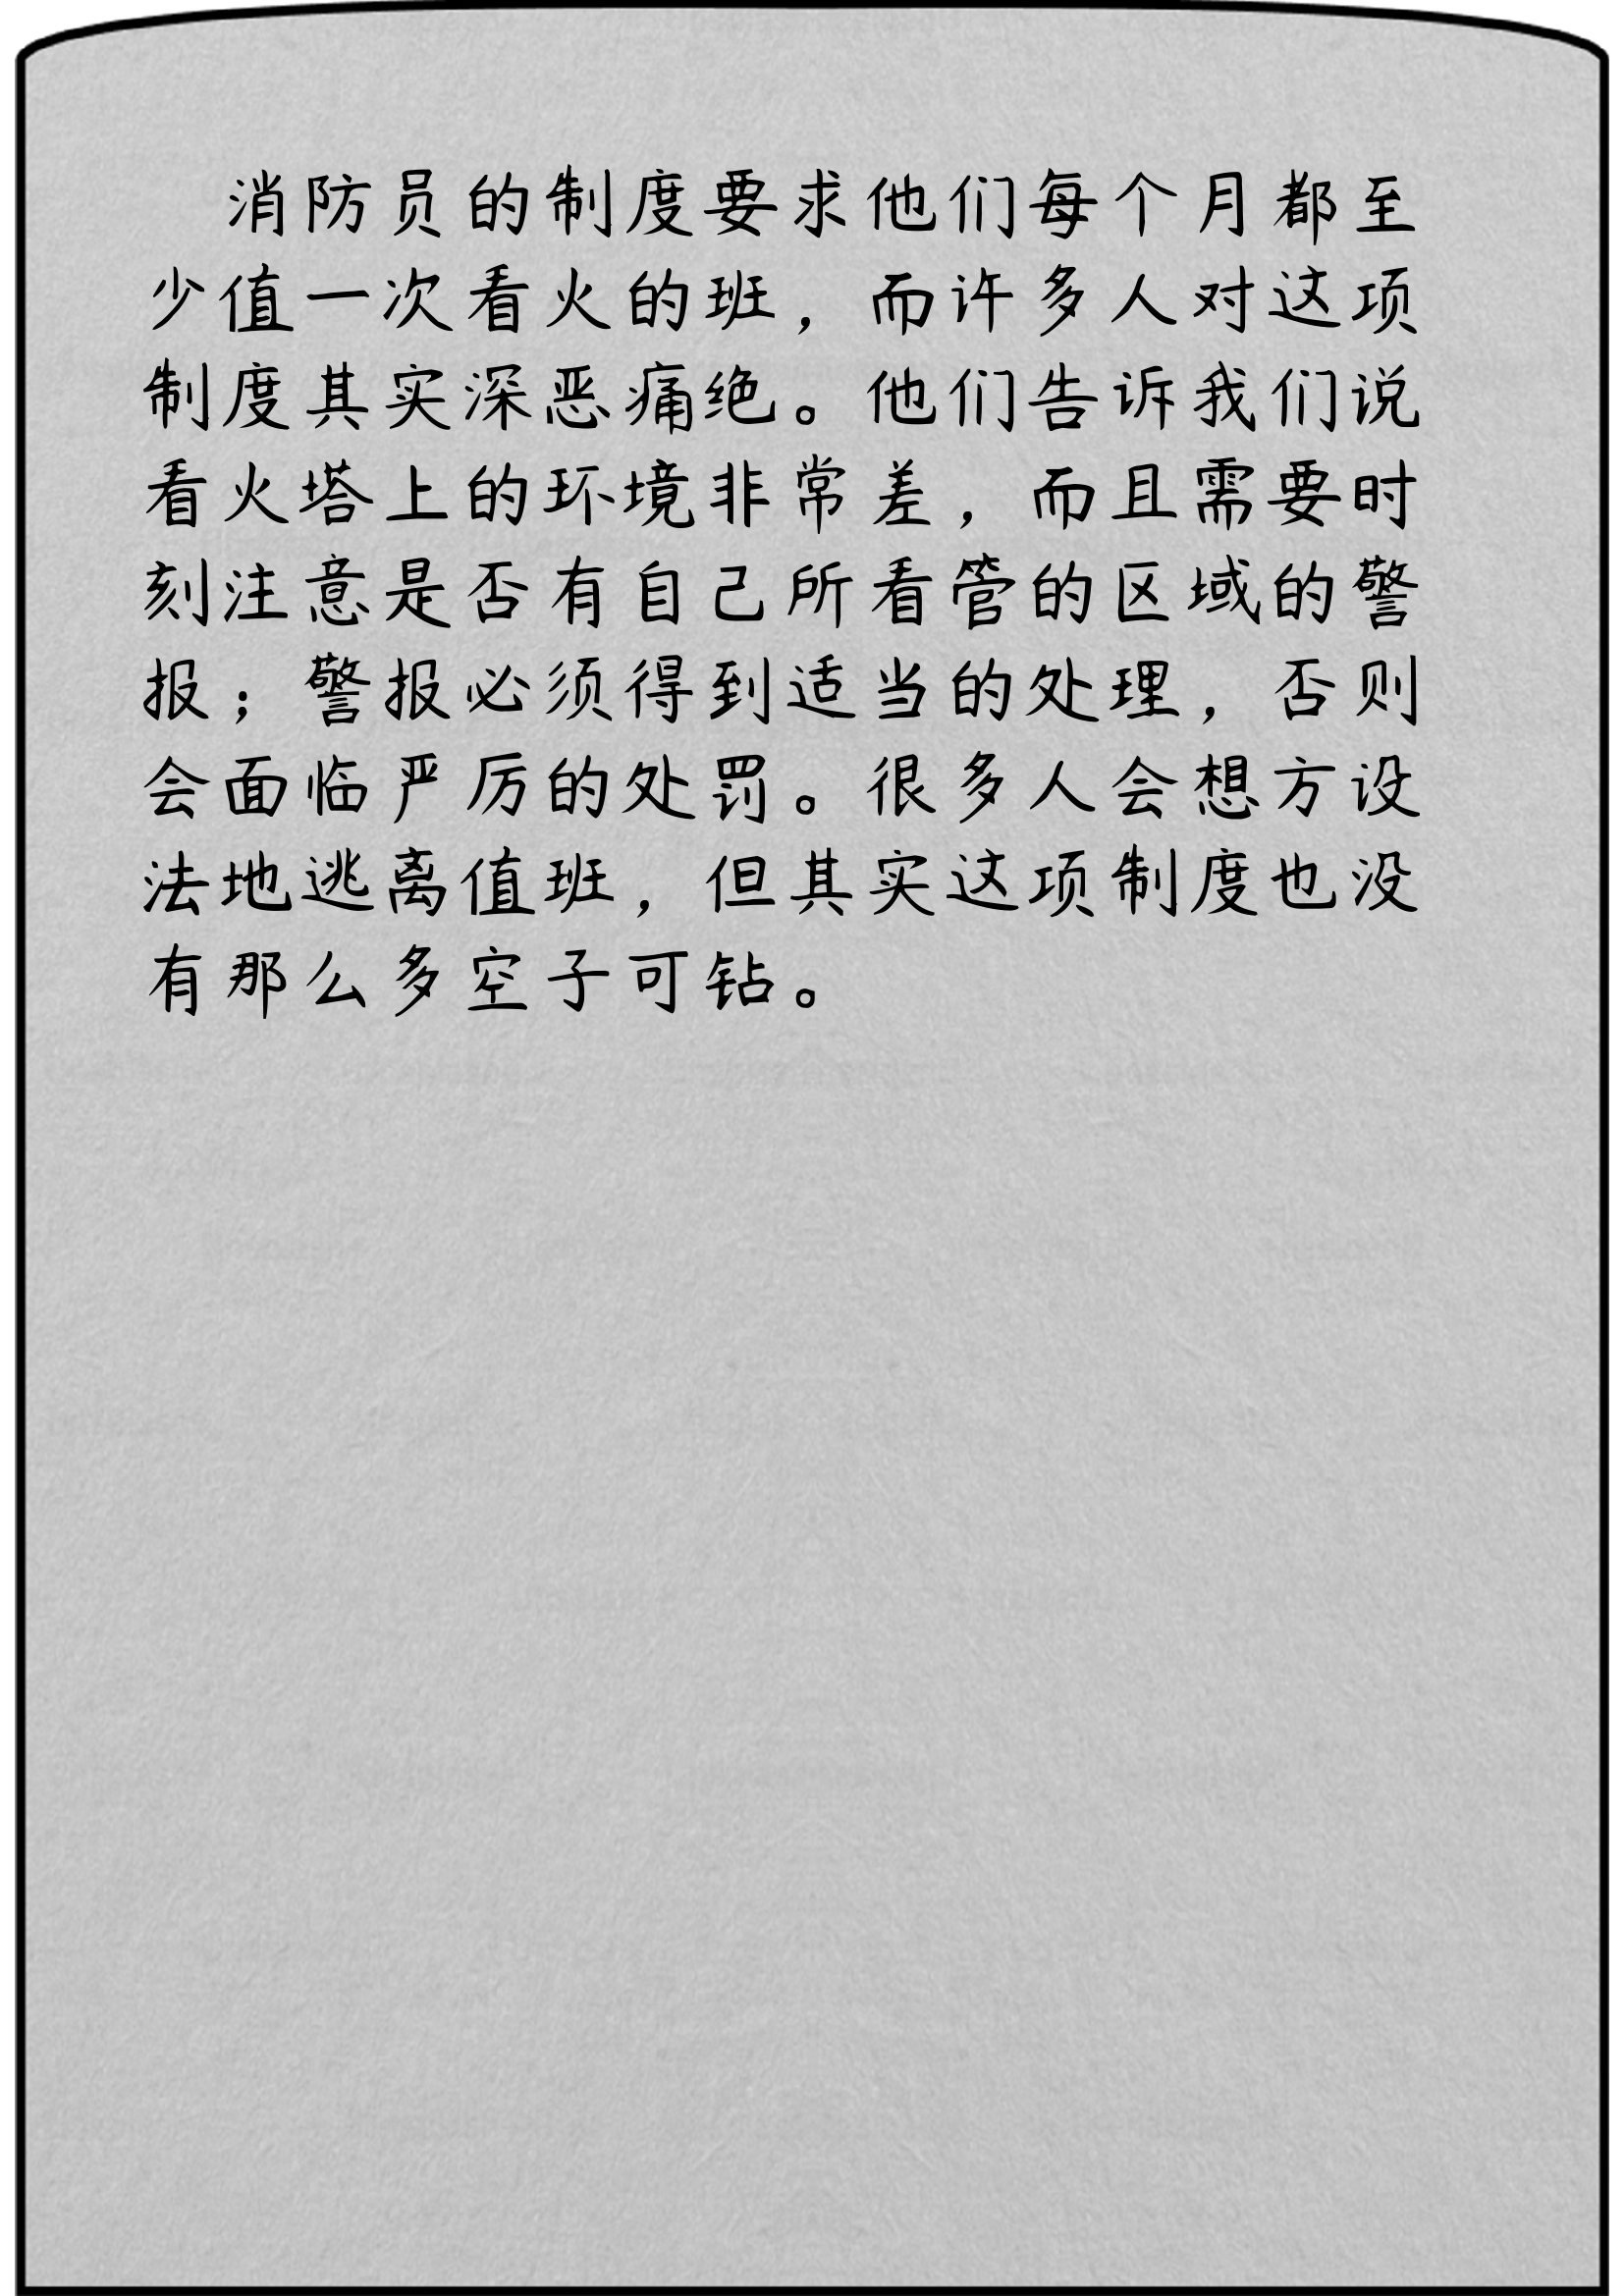 消防员的制度要求他们每个月都至
少值一次看火的班，而许多人对这项
制度其实深恶痛绝。他们告诉我们说
看火塔上的环境非常差，而且需要时
刻注意是否有自己所看管的区域的警
报；警报必须得到适当的处理，否则
会面临严厉的处罚。很多人会想方设
法地逃离值班，但其实这项制度也没
有那么多空子可钻。